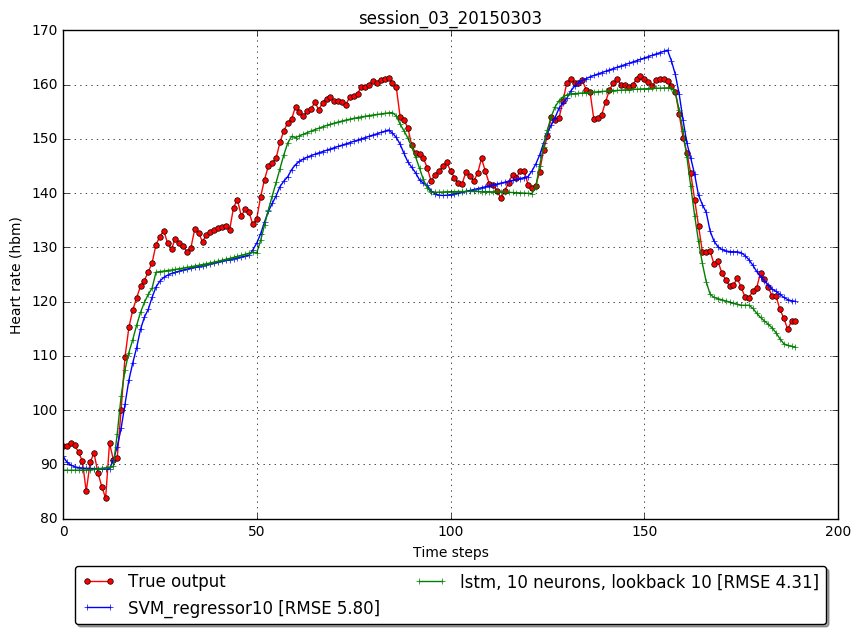 session_03_20150303
170
160
150
140
130
120
110
100
90
80
Heart rate (hbm)
0 50 100 150 200
Time steps
True output
SVM_regressor10 [RMSE 5.80]
lstm, 10 neurons, lookback 10 [RMSE 4.31]